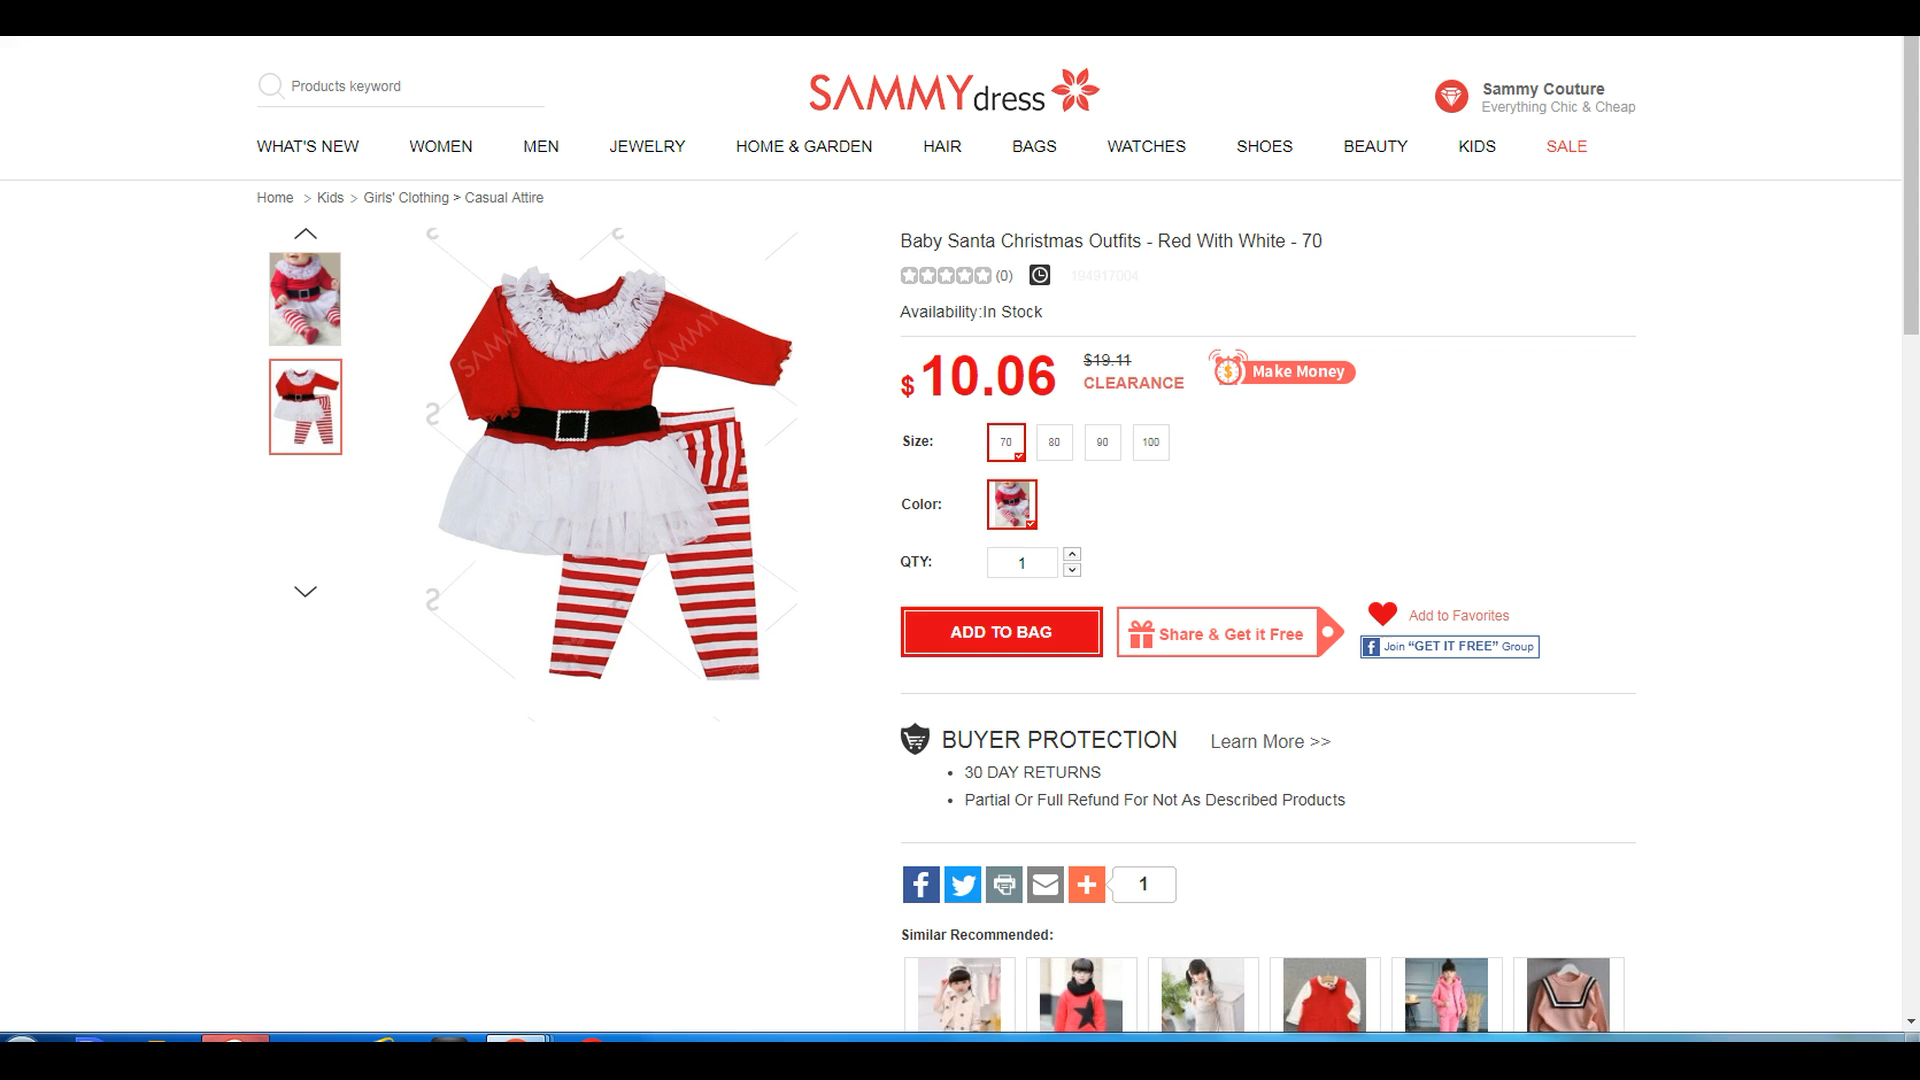 Products keyword
SAMMYdress
Sammy Couture
Everything Chic & Cheap
WHAT'S NEW WOMEN MEN JEWELRY HOME & GARDEN HAIR BAGS WATCHES SHOES BEAUTY KIDS SALE
Home > Kids > Girls' Clothing > Casual Attire
Baby Santa Christmas Outfits - Red With White - 70
(0) 194917004
Availability:In Stock
$ 10.06 $19.11
CLEARANCE
$ Make Money
Size: 70 80 90 100
Color:
QTY: 1
ADD TO BAG
Share & Get it Free
Add to Favorites
f Join “GET IT FREE” Group
BUYER PROTECTION Learn More >>
• 30 DAY RETURNS
• Partial Or Full Refund For Not As Described Products
1
Similar Recommended: